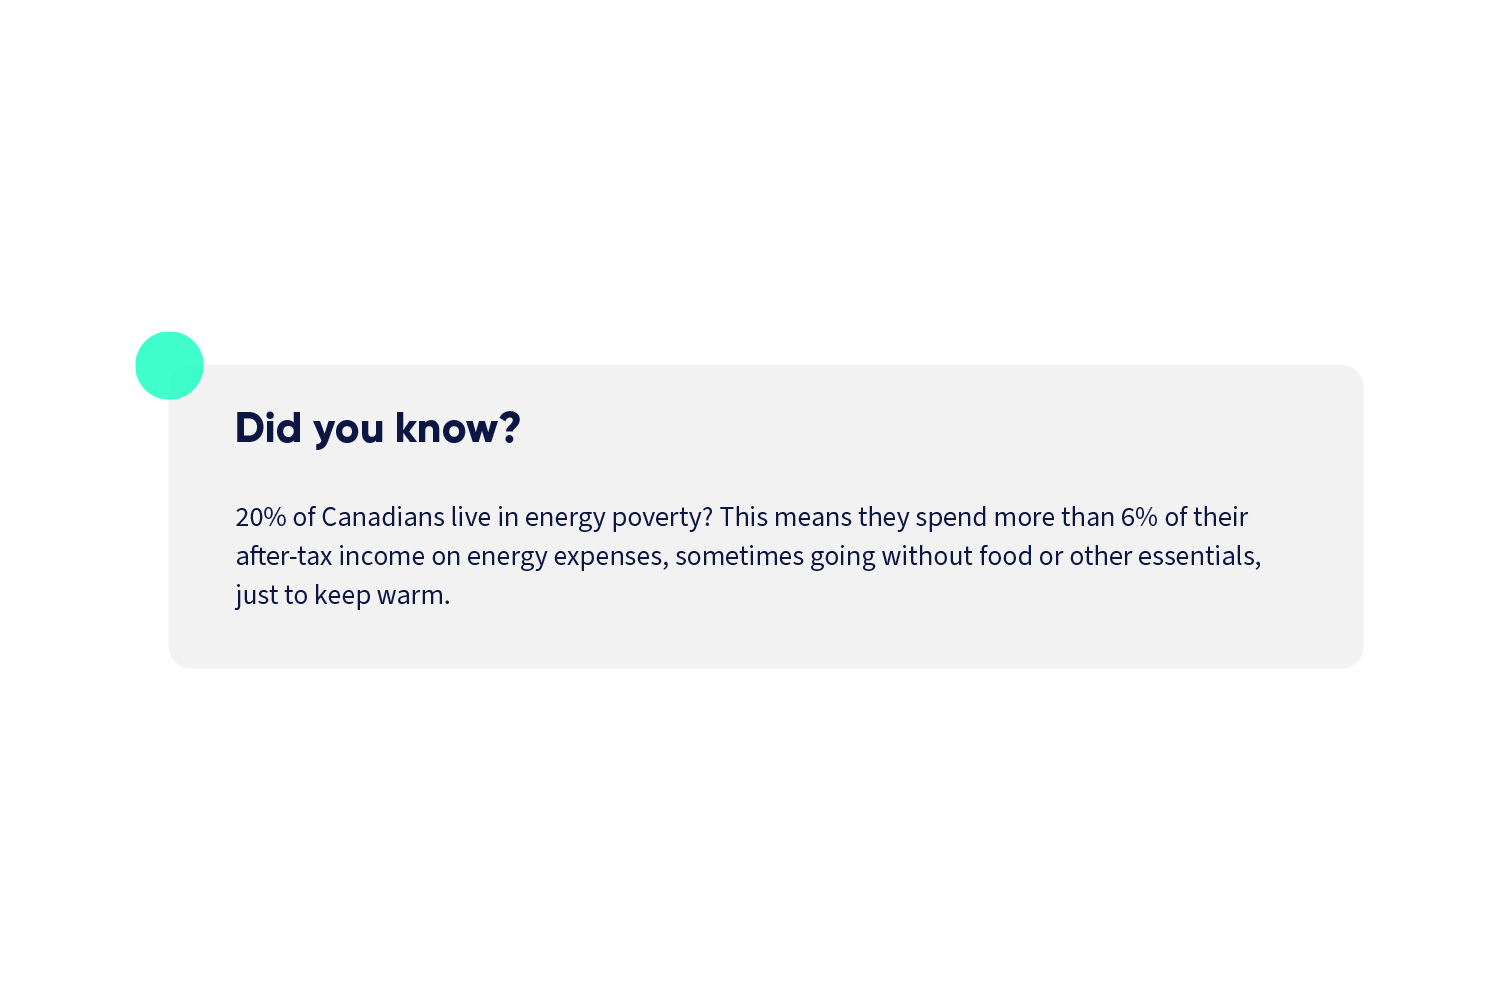 Did you know?
20% of Canadians live in energy poverty? This means they spend more than 6% of their
after-tax income on energy expenses, sometimes going without food or other essentials,
just to keep warm.